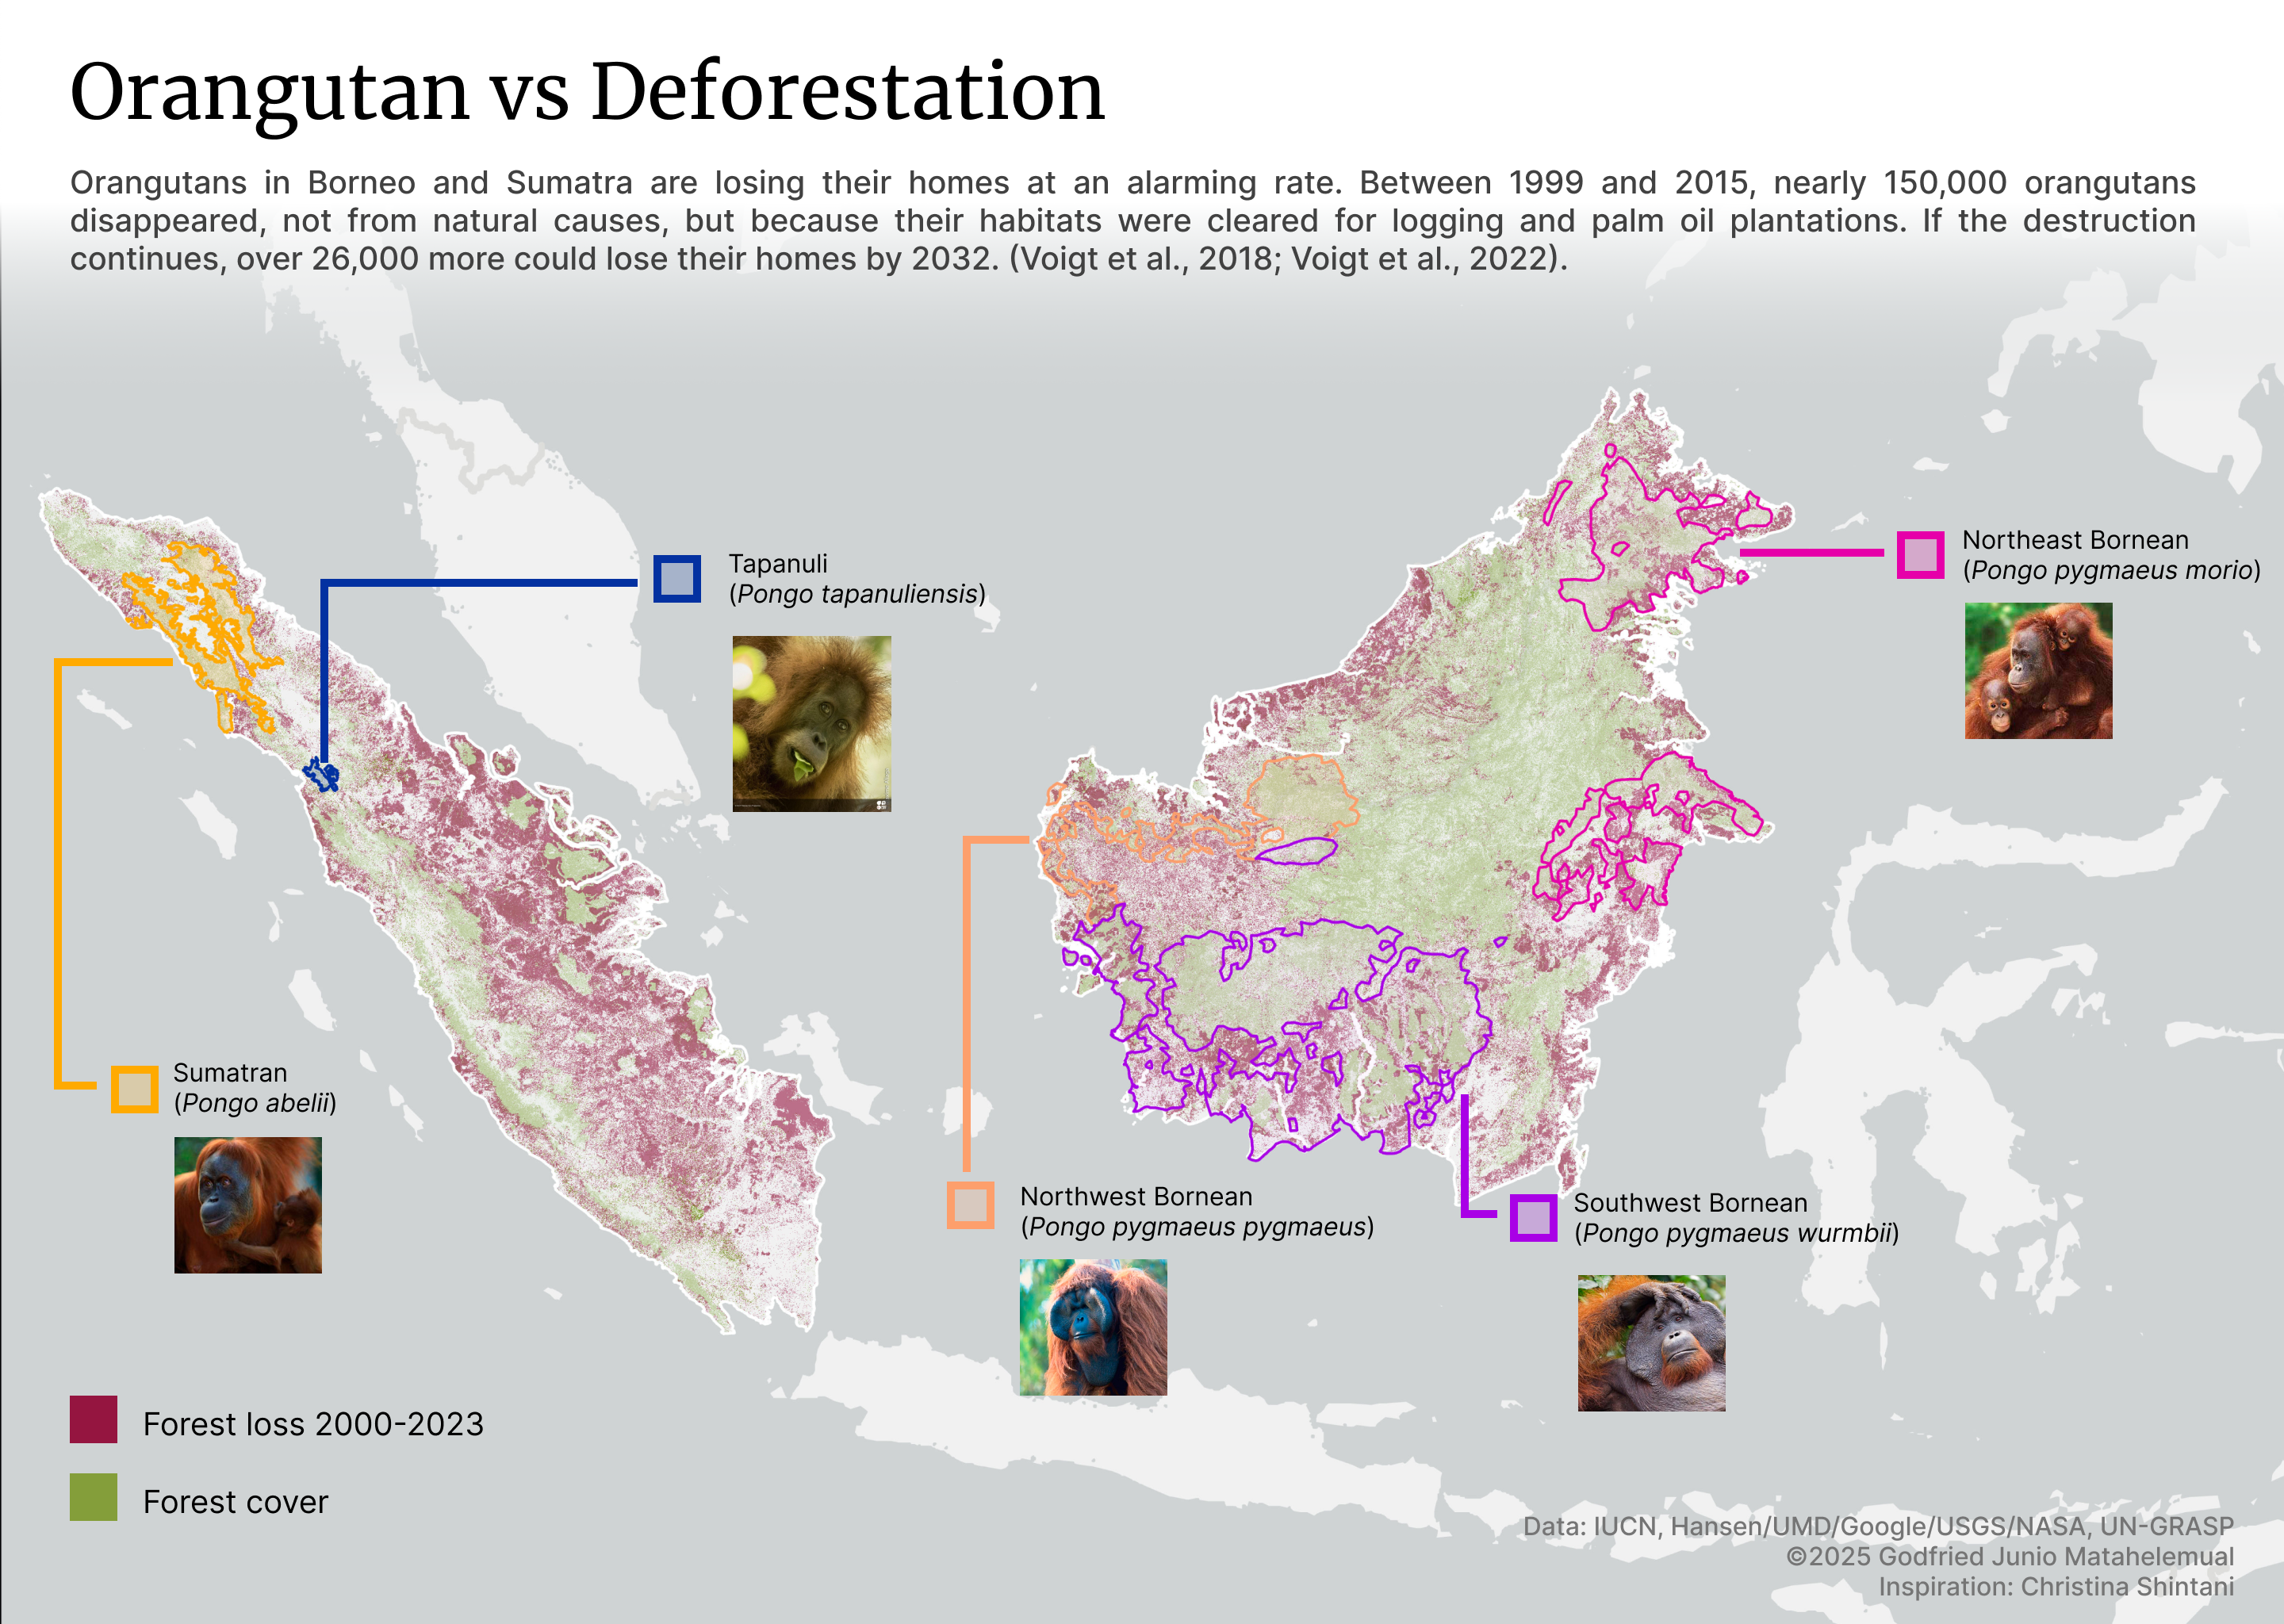 Orangutan vs Deforestation
Orangutans in Borneo and Sumatra are losing their homes at an alarming rate. Between 1999 and 2015, nearly 150,000 orangutans
disappeared, not from natural causes, but because their habitats were cleared for logging and palm oil plantations. If the destruction
continues, over 26,000 more could lose their homes by 2032. (Voigt et al., 2018; Voigt et al., 2022).
Tapanuli
(Pongo tapanuliensis)
Northeast Bornean
(Pongo pygmaeus morio)
Sumatran
(Pongo abelii)
Northwest Bornean
(Pongo pygmaeus pygmaeus)
Southwest Bornean
(Pongo pygmaeus wurmbii)
Forest loss 2000-2023
Forest cover
Data: IUCN, Hansen/UMD/Google/USGS/NASA, UN-GRASP
©2025 Godfried Junio Matahelemual
Inspiration: Christina Shintani